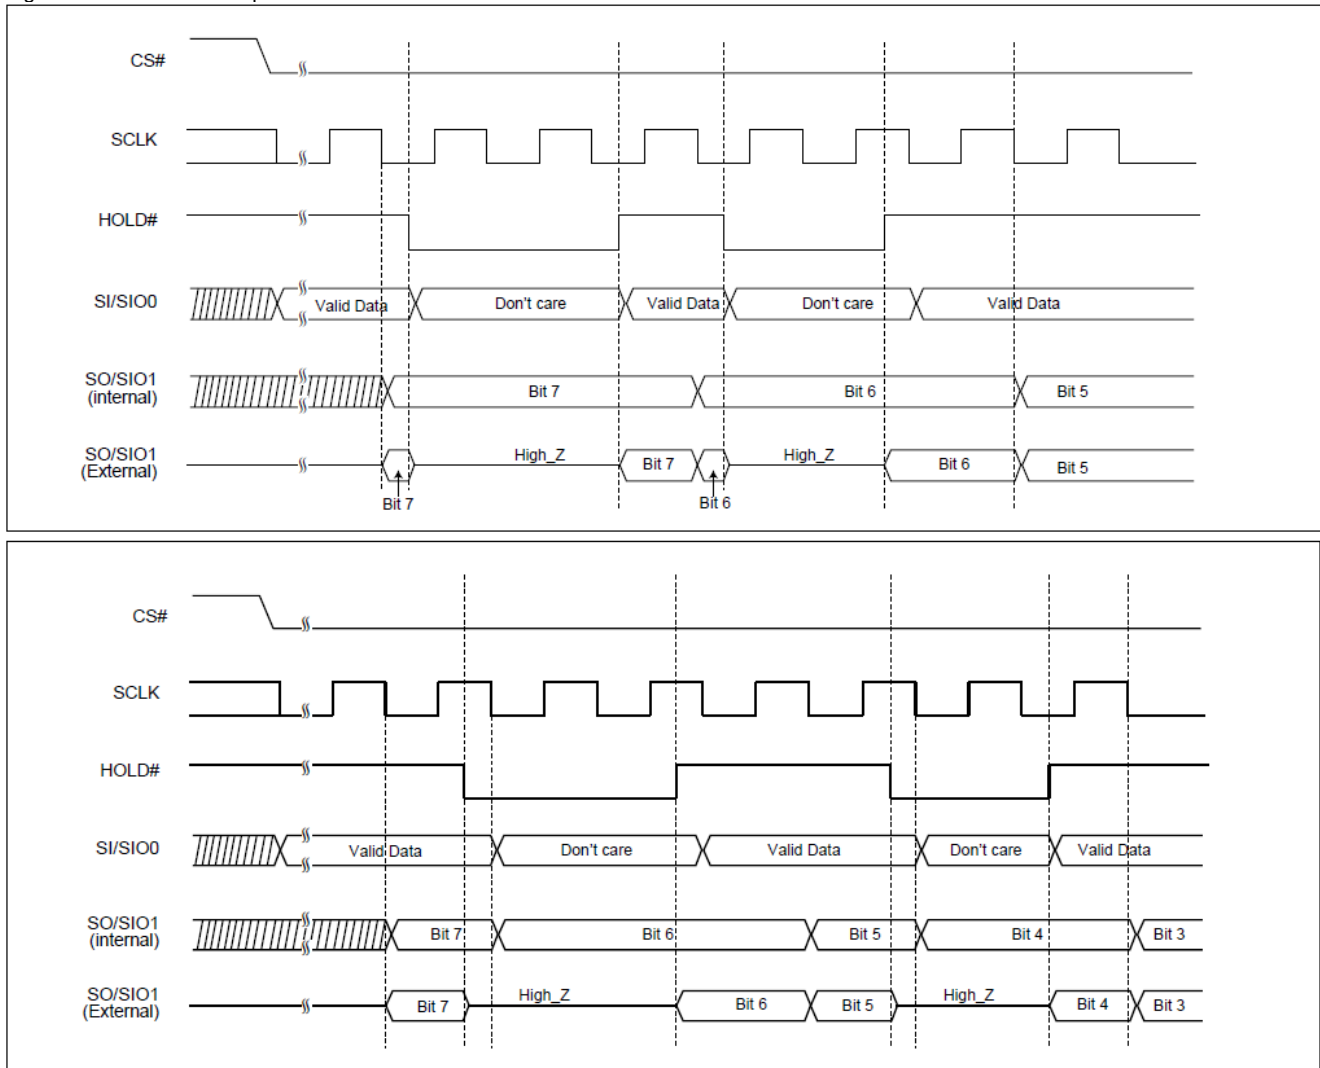 CS#
SCLK
HOLD#
SI/SIO0 Valid Data Don't care Valid Data Don't care Valid Data
SO/SIO1
(internal) Bit 7 Bit 6 Bit 5
SO/SIO1
(External) High_Z Bit 7 High_Z Bit 6 Bit 5
Bit 7 Bit 6
CS#
SCLK
HOLD#
SI/SIO0 Valid Data Don't care Valid Data Don't care Valid Data
SO/SIO1
(internal) Bit 7 Bit 6 Bit 5 Bit 4 Bit 3
SO/SIO1
(External) Bit 7 High_Z Bit 6 Bit 5 High_Z Bit 4 Bit 3